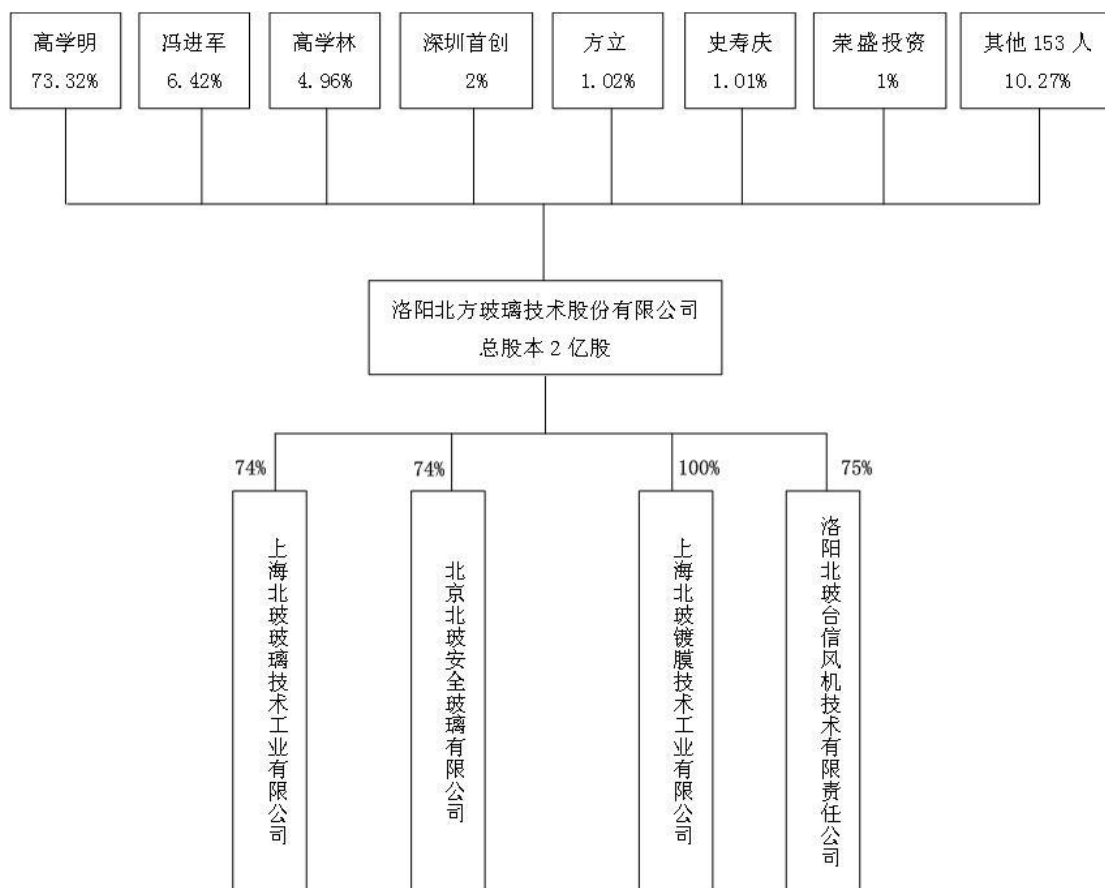 高学明
73.32%
冯进军
6.42%
高学林
4.96%
深圳首创
2%
方立
1.02%
史寿庆
1.01%
荣盛投资
1%
其他 153 人
10.27%
洛阳北方玻璃技术股份有限公司
总股本 2 亿股
74%
74%
100%
75%
上海北玻玻璃技术工业有限公司
北京北玻安全玻璃有限公司
上海北玻镀膜技术工业有限公司
洛阳北玻台信风机技术有限责任公司